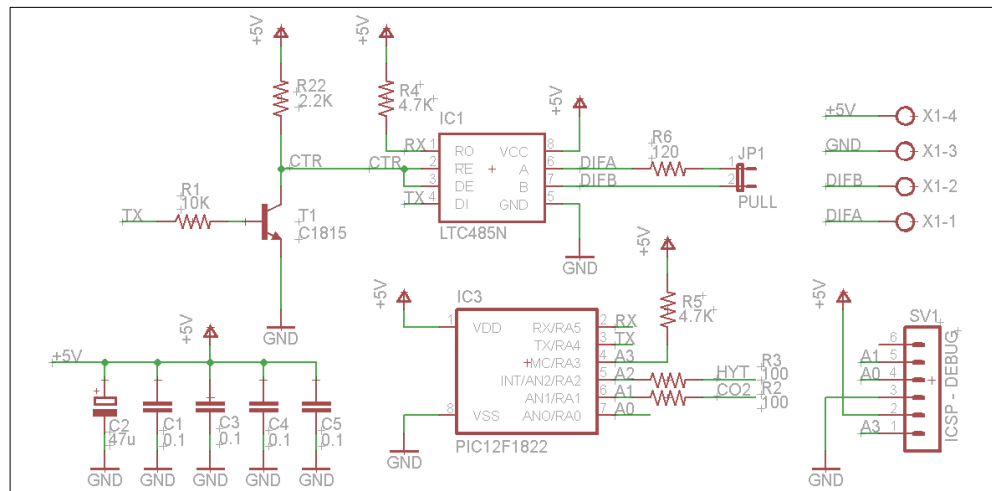 +5V
+5V
R22
2.2K
R4
4.7K
IC1
+5V
RX
1
RO
VCC
8
CTR
CTR
2
RE
A
6
DIFA
3
DE
B
7
DIFB
TX
4
DI
GND
5
LTC485N
GND
R6
120
1
2
JP1
PULL
+5V
X1-4
GND
X1-3
DIFB
X1-2
DIFA
X1-1
R1
10K
TX
T1
C1815
GND
+5V
+5V
C2
47u
C1
0.1
C3
0.1
C4
0.1
C5
0.1
GND
GND
GND
GND
GND
+5V
IC3
1
VDD
RX/RA5
2
RX
TX/RA4
3
TX
MC/RA3
4
A3
INT/AN2/RA2
5
A2
AN1/RA1
6
A1
8
VSS
AN0/RA0
7
A0
PIC12F1822
GND
+5V
R5
4.7K
HYT
R3
100
CO2
R2
100
+5V
SV1
6
A1
5
A0
4
3
2
A3
1
ICSP - DEBUG
GND